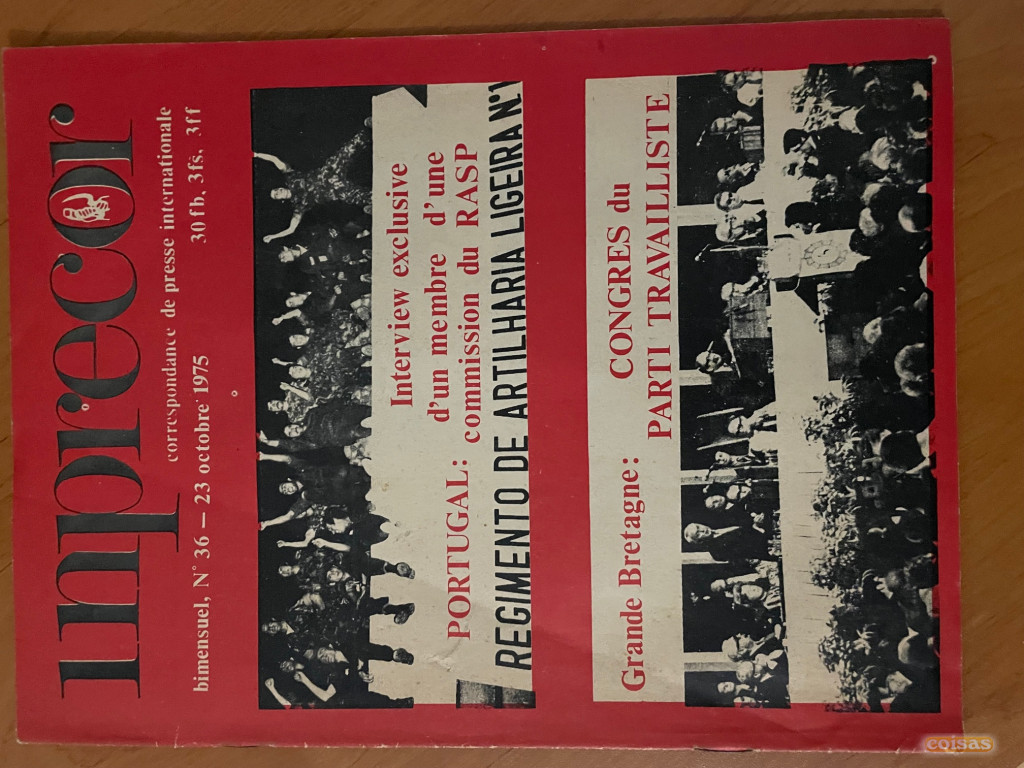 inprecor
correspondance de presse internationale
bimensuel, N° 36 — 23 octobre 1975 30 fb, 3fs, 3ff
Interview exclusive
d'un membre d'une
PORTUGAL: commission du RASP
REGIMENTO DE ARTILHARIA LIGEIRA N.º 1
CONGRES du
Grande Bretagne: PARTI TRAVAILLISTE
coisas